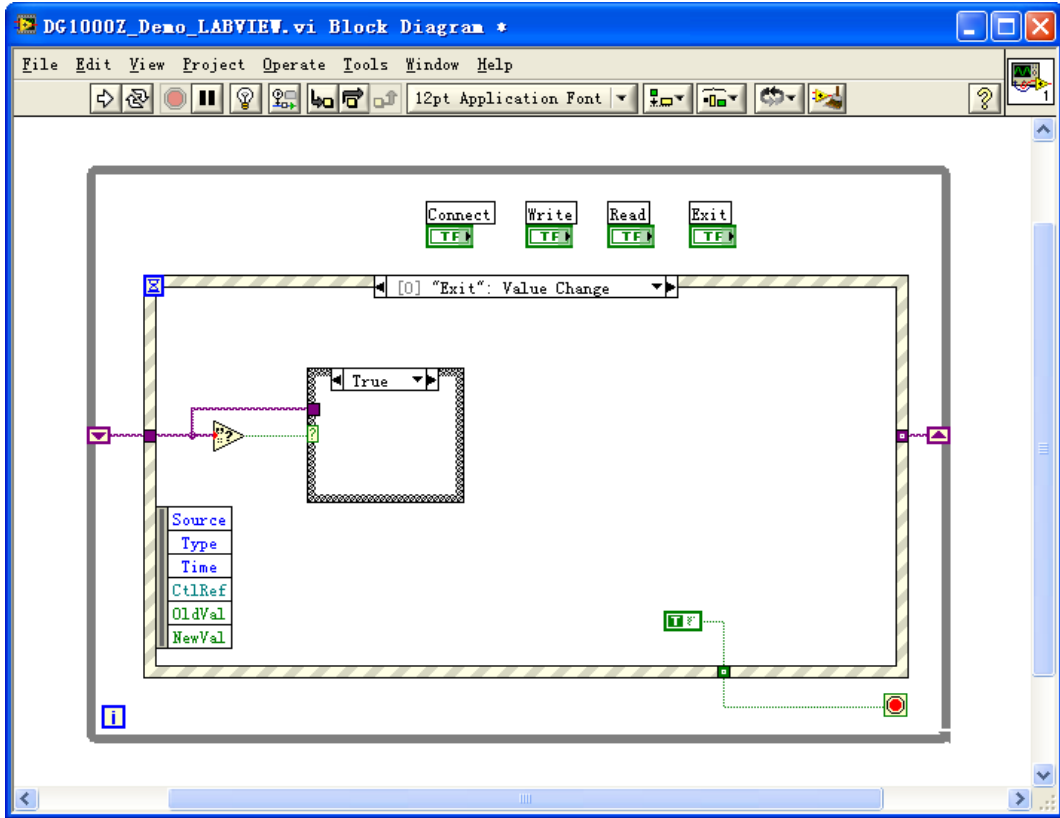 DG1000Z_Demo_LABVIEW.vi Block Diagram *
File Edit View Project Operate Tools Window Help
12pt Application Font
1
Connect Write Read Exit
TF TF TF TF
[0] "Exit": Value Change
True
?
?
Source
Type
Time
CtlRef
OldVal
NewVal
T
i